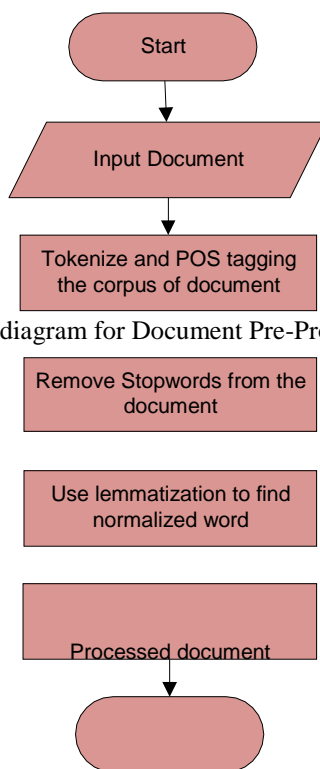 Start
Input Document
Tokenize and POS tagging
the corpus of document
diagram for Document Pre-Pro
Remove Stopwords from the
document
Use lemmatization to find
normalized word
Processed document